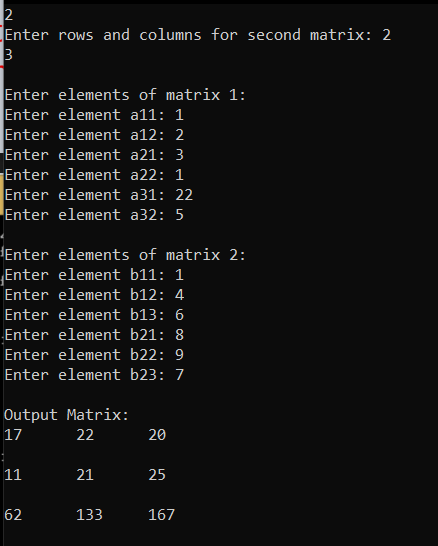 2
Enter rows and columns for second matrix: 2
3
Enter elements of matrix 1:
Enter element a11: 1
Enter element a12: 2
Enter element a21: 3
Enter element a22: 1
Enter element a31: 22
Enter element a32: 5
Enter elements of matrix 2:
Enter element b11: 1
Enter element b12: 4
Enter element b13: 6
Enter element b21: 8
Enter element b22: 9
Enter element b23: 7
Output Matrix:
17 22 20
11 21 25
62 133 167